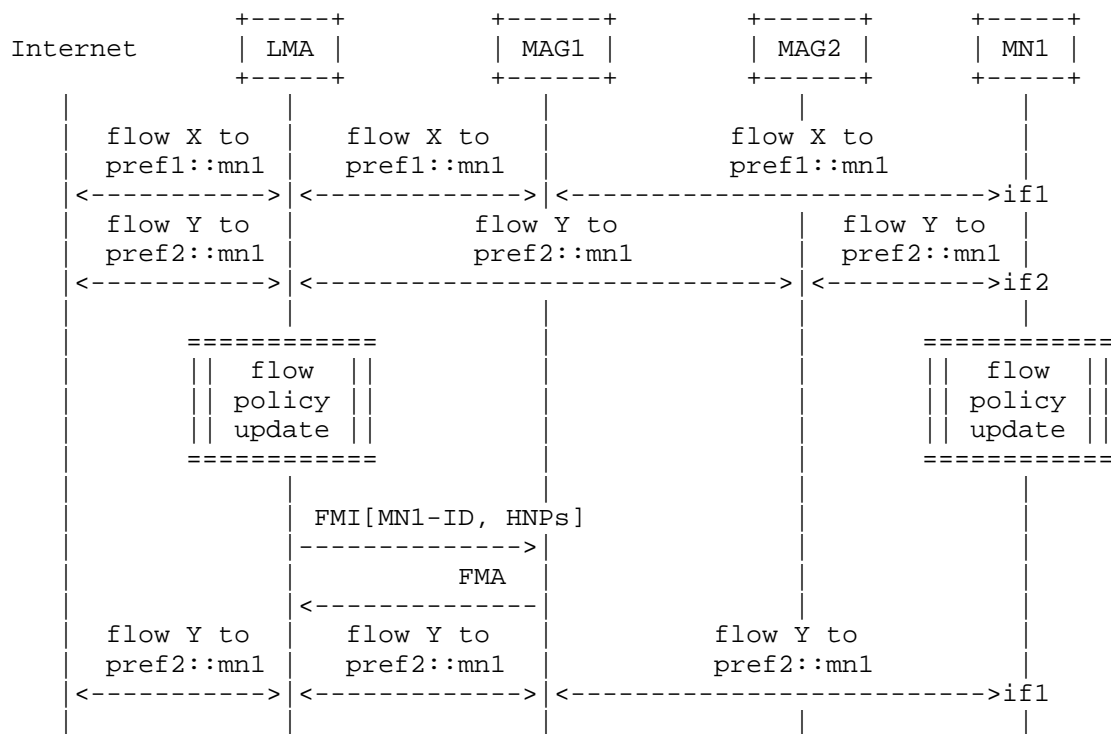 Internet LMA MAG1 MAG2 MN1
flow X to flow X to flow X to
pref1::mn1 pref1::mn1 pref1::mn1
if1
flow Y to flow Y to flow Y to
pref2::mn1 pref2::mn1 pref2::mn1
if2
flow flow
policy policy
update update
FMI[MN1-ID, HNPs]
FMA
flow Y to flow Y to flow Y to
pref2::mn1 pref2::mn1 pref2::mn1
if1